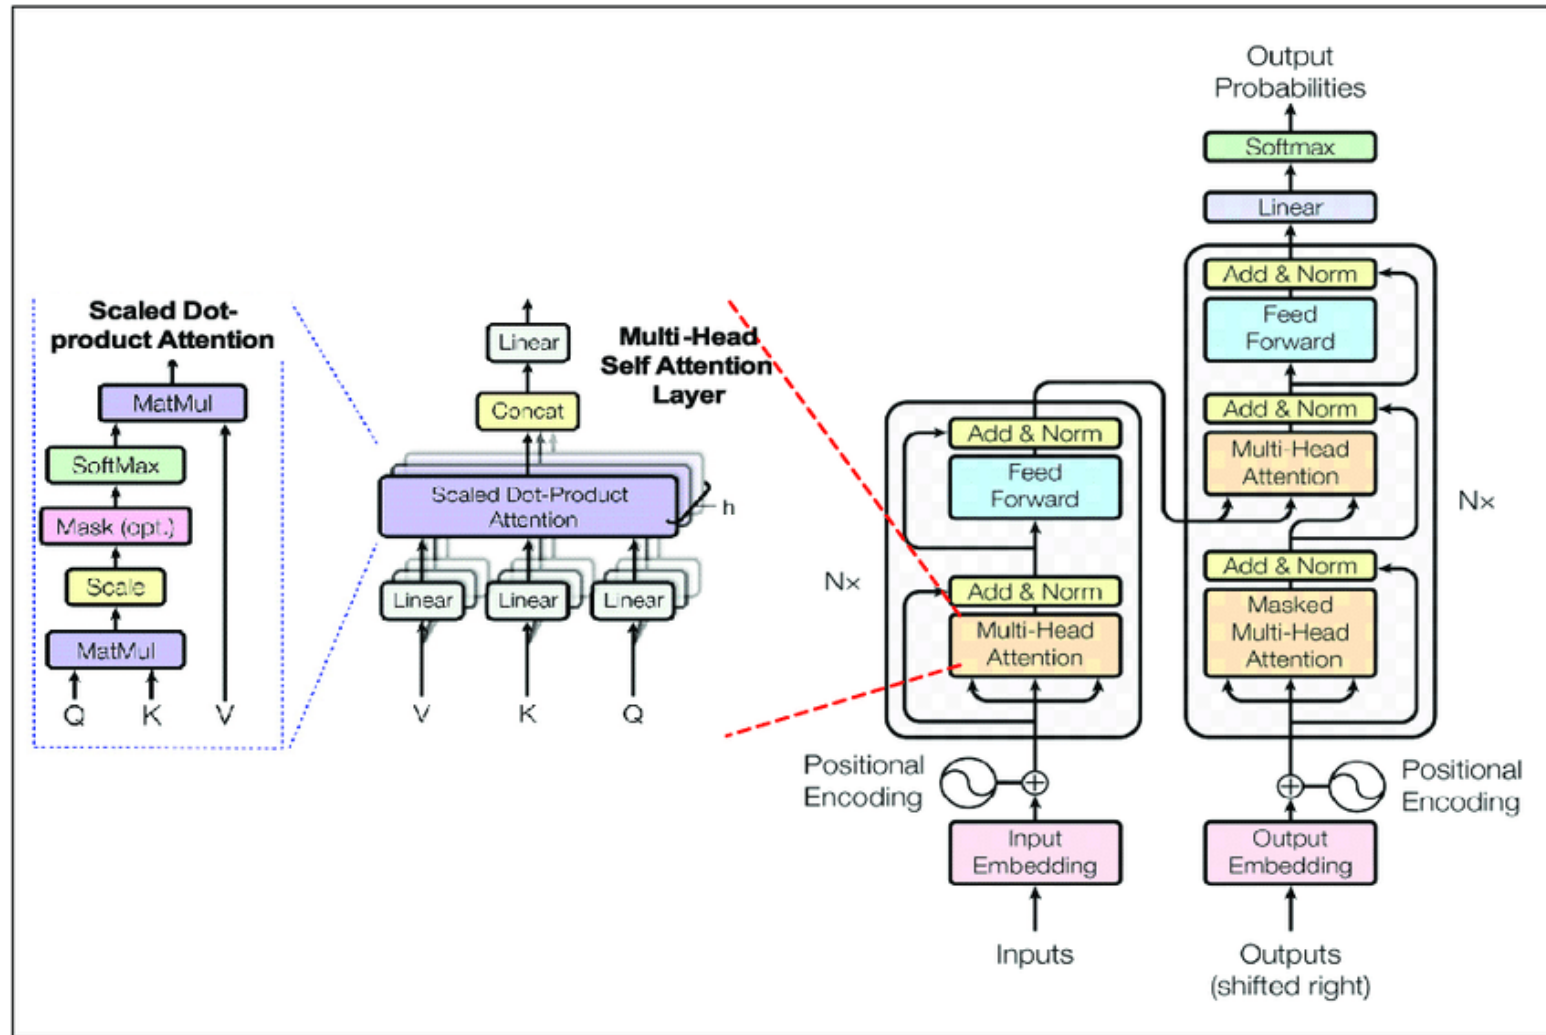 Scaled Dot-
product Attention
MatMul
SoftMax
Mask (opt.)
Scale
MatMul
Q
K
V
Linear
Multi-Head
Self Attention
Layer
Concat
Scaled Dot-Product
Attention
h
Linear
Linear
Linear
V
K
Q
Add & Norm
Feed
Forward
Nx
Add & Norm
Multi-Head
Attention
Positional
Encoding
Input
Embedding
Inputs
Output
Probabilities
Softmax
Linear
Add & Norm
Feed
Forward
Add & Norm
Multi-Head
Attention
Nx
Add & Norm
Masked
Multi-Head
Attention
Positional
Encoding
Output
Embedding
Outputs
(shifted right)